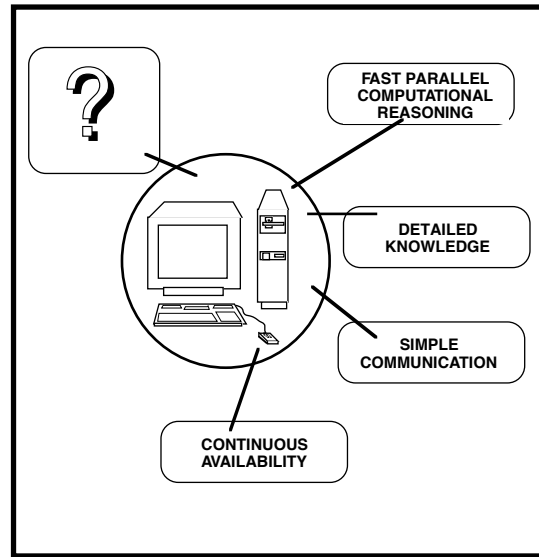 ?
FAST PARALLEL
COMPUTATIONAL
REASONING
DETAILED
KNOWLEDGE
SIMPLE
COMMUNICATION
CONTINUOUS
AVAILABILITY